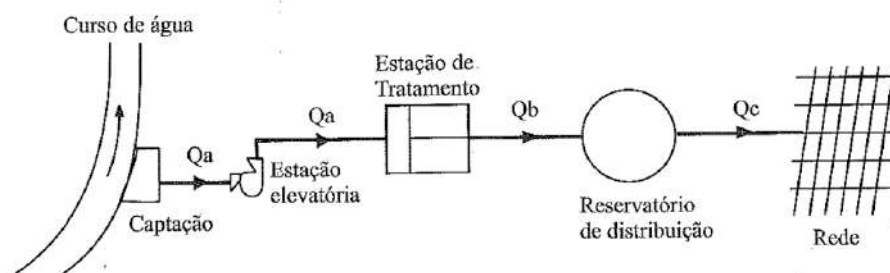 Curso de água
Estação de
Tratamento
Qa
Qa
Qb
Qc
Estação
elevatória
Captação
Reservatório
de distribuição
Rede